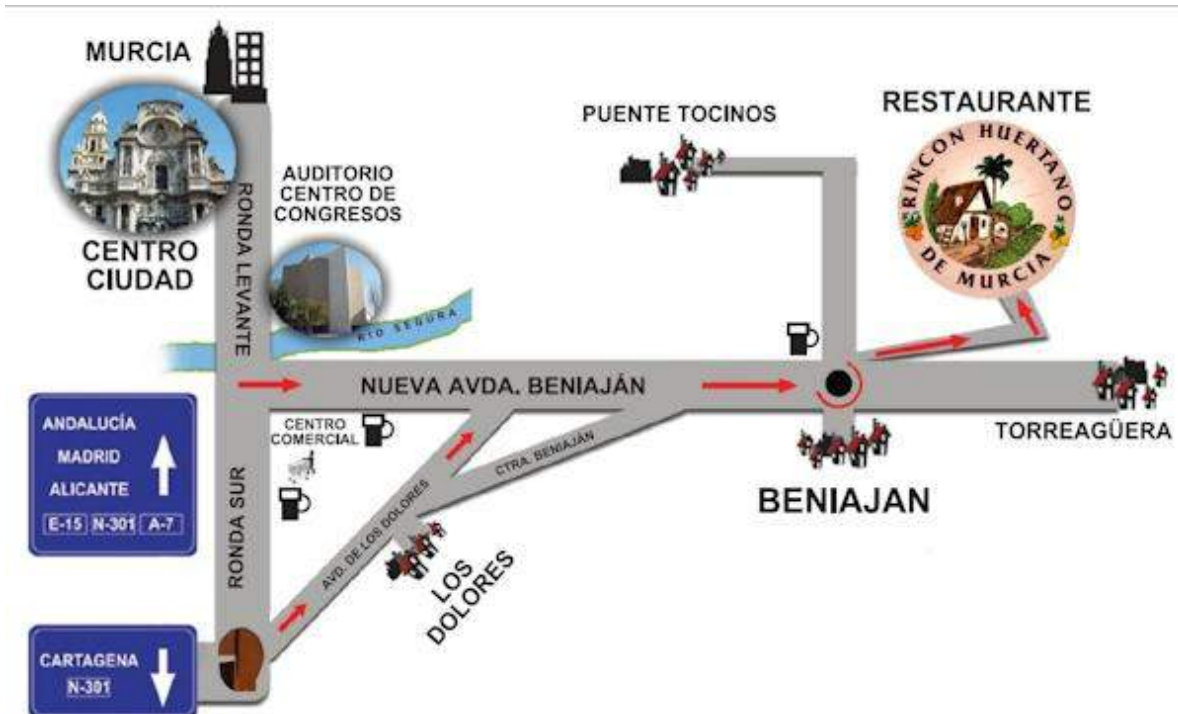 MURCIA
CENTRO
CIUDAD
RONDA LEVANTE
AUDITORIO
CENTRO DE
CONGRESOS
RÍO SEGURA
PUENTE TOCINOS
RESTAURANTE
RINCON HUERTANO
DE MURCIA
NUEVA AVDA. BENIAJÁN
ANDALUCÍA
MADRID
ALICANTE
E-15 N-301 A-7
CENTRO
COMERCIAL
RONDA SUR
AVD. DE LOS DOLORES
CTRA. BENIAJÁN
LOS
DOLORES
BENIAJAN
TORREAGÜERA
CARTAGENA
N-301